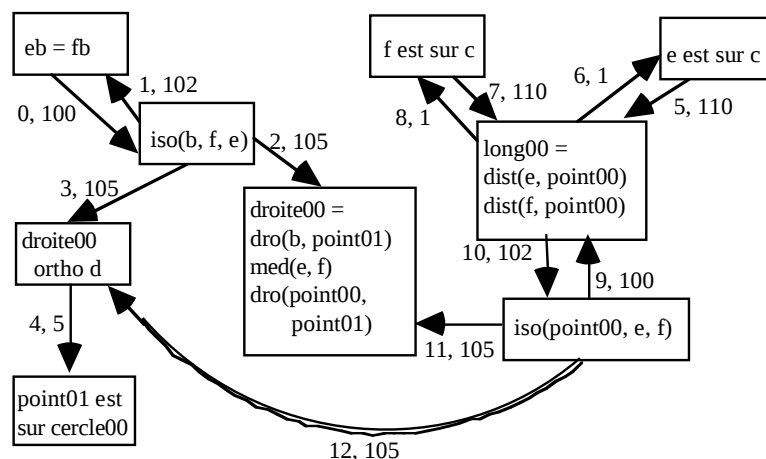 eb = fb
f est sur c
e est sur c
1, 102
0, 100
6, 1
7, 110
8, 1
5, 110
iso(b, f, e)
2, 105
long00 =
dist(e, point00)
dist(f, point00)
3, 105
droite00 =
dro(b, point01)
med(e, f)
dro(point00,
point01)
droite00
ortho d
10, 102
9, 100
4, 5
iso(point00, e, f)
11, 105
point01 est
sur cercle00
12, 105